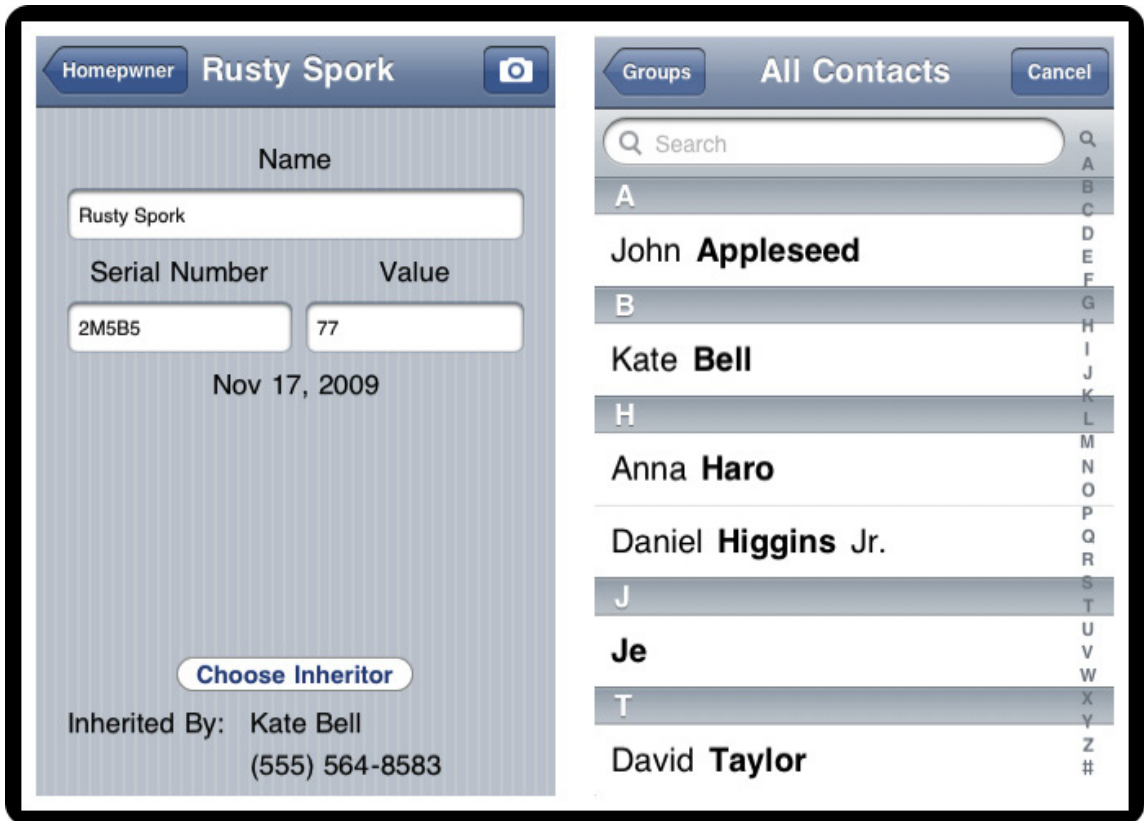 Homepwner Rusty Spork
Name
Rusty Spork
Serial Number Value
2M5B5 77
Nov 17, 2009
Choose Inheritor
Inherited By: Kate Bell
(555) 564-8583
Groups All Contacts Cancel
Search
A
John Appleseed
B
Kate Bell
H
Anna Haro
Daniel Higgins Jr.
J
Je
T
David Taylor
A
B
C
D
E
F
G
H
I
J
K
L
M
N
O
P
Q
R
S
T
U
V
W
X
Y
Z
#